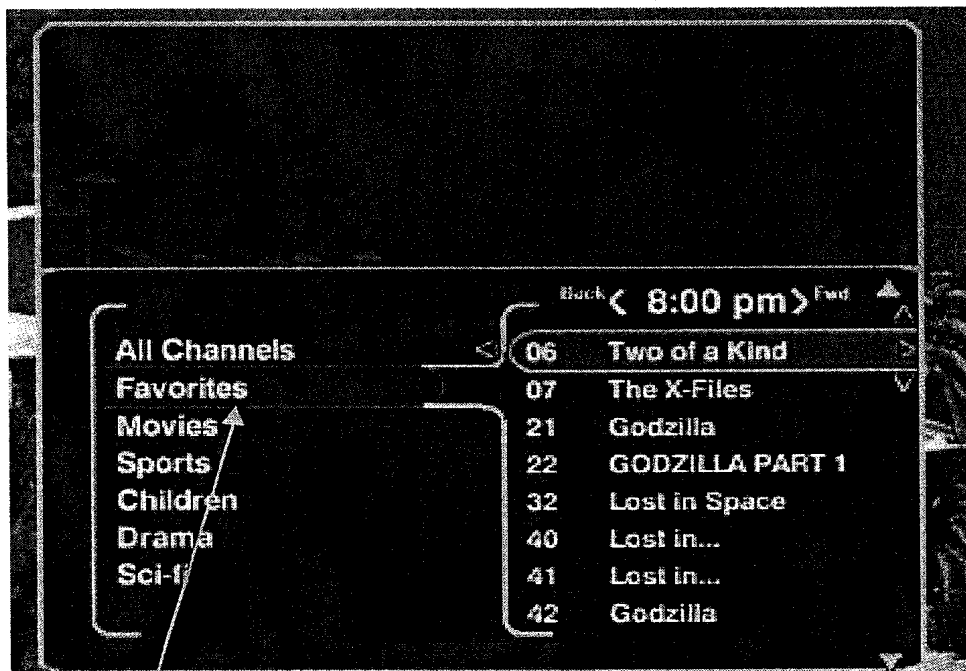 Back < 8:00 pm > Fwd
All Channels
Favorites
Movies
Sports
Children
Drama
Sci-fi
< 06 Two of a Kind >
07 The X-Files
21 Godzilla
22 GODZILLA PART 1
32 Lost in Space
40 Lost in...
41 Lost in...
42 Godzilla